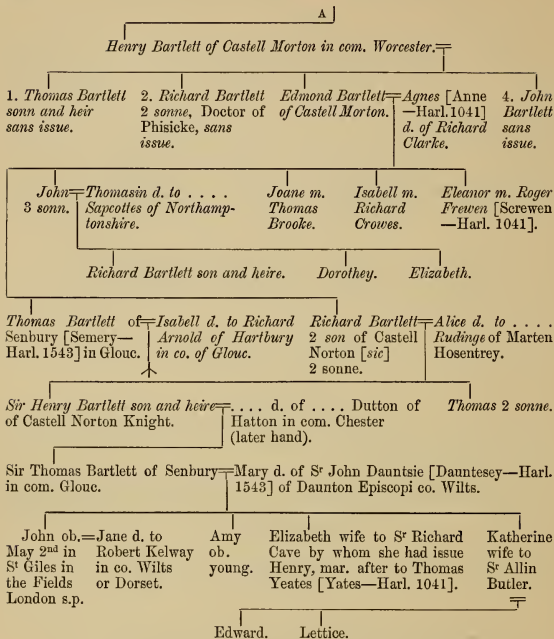 A
Henry Bartlett of Castell Morton in com. Worcester.
1. Thomas Bartlett
sonn and heir
sans issue.
2. Richard Bartlett
2 sonne, Doctor of
Phisicke, sans
issue.
Edmond Bartlett
of Castell Morton.
Agnes [Anne
—Harl. 1041]
d. of Richard
Clarke.
4. John
Bartlett
sans
issue.
John
3 sonn.
Thomasin d. to . . . .
Sapcottes of Northamp-
tonshire.
Joane m.
Thomas
Brooke.
Isabell m.
Richard
Crowes.
Eleanor m. Roger
Frewen [Screwen
—Harl. 1041].
Richard Bartlett son and heire.
Dorothey.
Elizabeth.
Thomas Bartlett of
Senbury [Semery—
Harl. 1543] in Glouc.
Isabell d. to Richard
Arnold of Hartbury
in co. of Glouc.
Richard Bartlett
2 son of Castell
Norton [sic]
2 sonne.
Alice d. to . . . .
Rudinge of Marten
Hosentrey.
Sir Henry Bartlett son and heire
of Castell Norton Knight.
. . . . d. of . . . . Dutton of
Hatton in com. Chester
(later hand).
Thomas 2 sonne.
Sir Thomas Bartlett of Senbury
in com. Glouc.
Mary d. of Sʳ John Dauntsie [Dauntesey—Harl.
1543] of Daunton Episcopi co. Wilts.
John ob.
May 2ⁿᵈ in
Sᵗ Giles in
the Fields
London s.p.
Jane d. to
Robert Kelway
in co. Wilts
or Dorset.
Amy
ob.
young.
Elizabeth wife to Sʳ Richard
Cave by whom she had issue
Henry, mar. after to Thomas
Yeates [Yates—Harl. 1041].
Katherine
wife to
Sʳ Allin
Butler.
Edward.
Lettice.